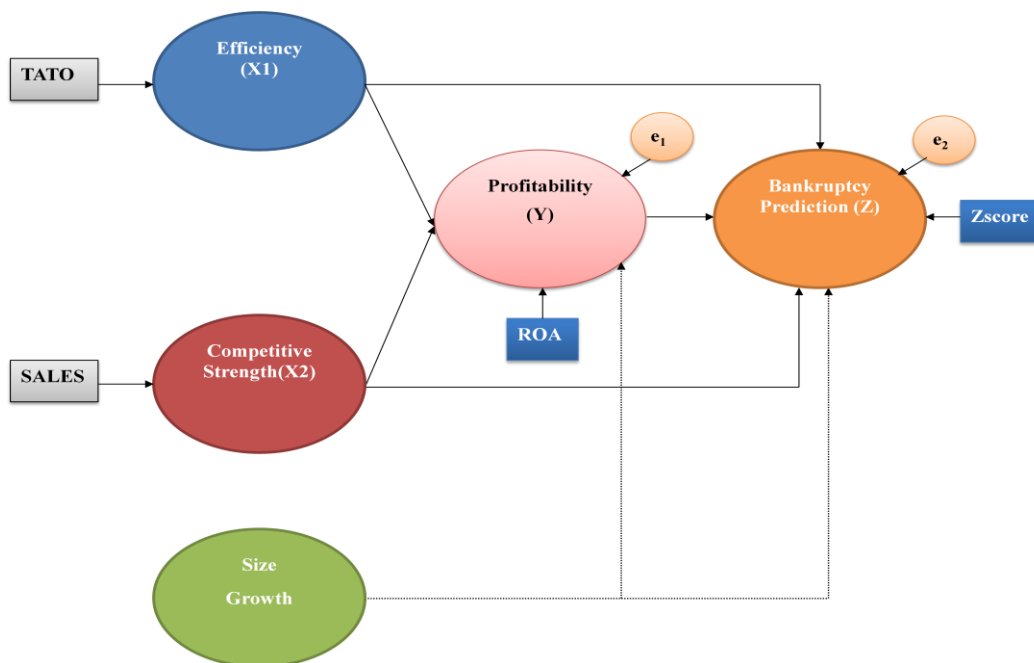 Efficiency
(X1)
TATO
e1
e2
Profitability
(Y)
Bankruptcy
Prediction (Z)
Zscore
ROA
Competitive
Strength(X2)
SALES
Size
Growth